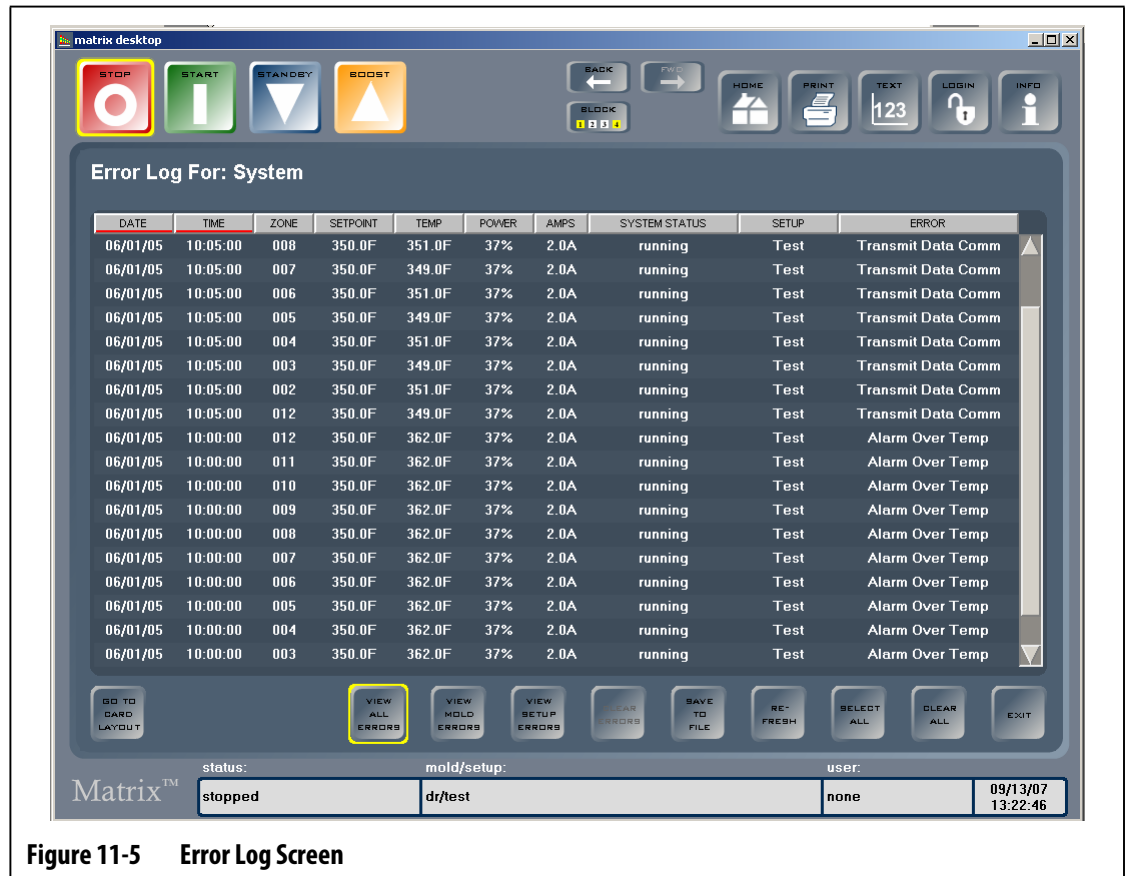 matrix desktop
STOP START STANDBY BOOST BACK FWD HOME PRINT TEXT LOGIN INFO
123
BLOCK
1 2 3 4
Error Log For: System
DATE TIME ZONE SETPOINT TEMP POWER AMPS SYSTEM STATUS SETUP ERROR
06/01/05 10:05:00 008 350.0F 351.0F 37% 2.0A running Test Transmit Data Comm
06/01/05 10:05:00 007 350.0F 349.0F 37% 2.0A running Test Transmit Data Comm
06/01/05 10:05:00 006 350.0F 351.0F 37% 2.0A running Test Transmit Data Comm
06/01/05 10:05:00 005 350.0F 349.0F 37% 2.0A running Test Transmit Data Comm
06/01/05 10:05:00 004 350.0F 351.0F 37% 2.0A running Test Transmit Data Comm
06/01/05 10:05:00 003 350.0F 349.0F 37% 2.0A running Test Transmit Data Comm
06/01/05 10:05:00 002 350.0F 351.0F 37% 2.0A running Test Transmit Data Comm
06/01/05 10:05:00 012 350.0F 349.0F 37% 2.0A running Test Transmit Data Comm
06/01/05 10:00:00 012 350.0F 362.0F 37% 2.0A running Test Alarm Over Temp
06/01/05 10:00:00 011 350.0F 362.0F 37% 2.0A running Test Alarm Over Temp
06/01/05 10:00:00 010 350.0F 362.0F 37% 2.0A running Test Alarm Over Temp
06/01/05 10:00:00 009 350.0F 362.0F 37% 2.0A running Test Alarm Over Temp
06/01/05 10:00:00 008 350.0F 362.0F 37% 2.0A running Test Alarm Over Temp
06/01/05 10:00:00 007 350.0F 362.0F 37% 2.0A running Test Alarm Over Temp
06/01/05 10:00:00 006 350.0F 362.0F 37% 2.0A running Test Alarm Over Temp
06/01/05 10:00:00 005 350.0F 362.0F 37% 2.0A running Test Alarm Over Temp
06/01/05 10:00:00 004 350.0F 362.0F 37% 2.0A running Test Alarm Over Temp
06/01/05 10:00:00 003 350.0F 362.0F 37% 2.0A running Test Alarm Over Temp
GO TO CARD LAYOUT
VIEW ALL ERRORS
VIEW MOLD ERRORS
VIEW SETUP ERRORS
CLEAR ERRORS
SAVE TO FILE
RE-FRESH
SELECT ALL
CLEAR ALL
EXIT
Matrix™
status: mold/setup: user:
stopped dr/test none 09/13/07
13:22:46
Figure 11-5 Error Log Screen